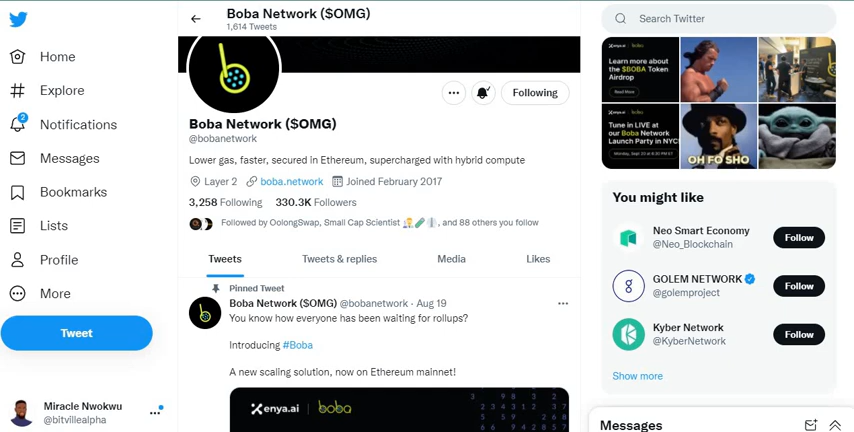 Home
Explore
2
Notifications
Messages
Bookmarks
Lists
Profile
More
Tweet
Miracle Nwokwu
@bitvillealpha
Boba Network ($OMG)
1,614 Tweets
Following
Boba Network ($OMG)
@bobanetwork
Lower gas, faster, secured in Ethereum, supercharged with hybrid compute
Layer 2 boba.network Joined February 2017
3,258 Following 330.3K Followers
Followed by OolongSwap, Small Cap Scientist, and 88 others you follow
Tweets Tweets & replies Media Likes
Pinned Tweet
Boba Network ($OMG) @bobanetwork · Aug 19
You know how everyone has been waiting for rollups?
Introducing #Boba
A new scaling solution, now on Ethereum mainnet!
enya.ai boba
Search Twitter
Learn more about
the $BOBA Token
Airdrop
Read More
Tune in LIVE at
our Boba Network
Launch Party in NYC!
OH FO SHO
You might like
Neo Smart Economy
@Neo_Blockchain
Follow
GOLEM NETWORK
@golemproject
Follow
Kyber Network
@KyberNetwork
Follow
Show more
Messages